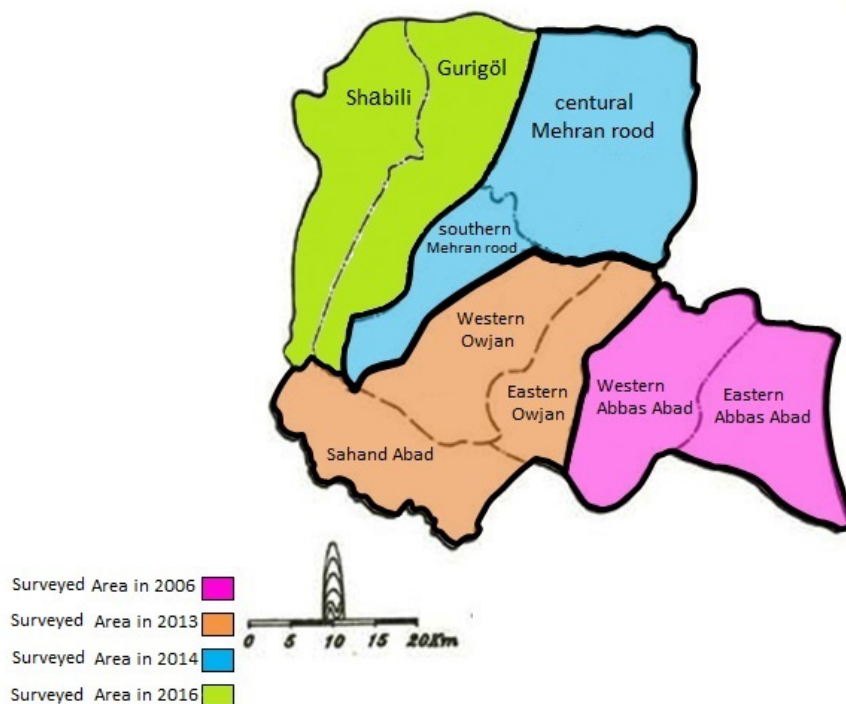 Gurigöl
Shabili
centural
Mehran rood
southern
Mehran rood
Western
Owjan
Eastern
Owjan
Western
Abbas Abad
Eastern
Abbas Abad
Sahand Abad
Surveyed Area in 2006
Surveyed Area in 2013
Surveyed Area in 2014
Surveyed Area in 2016
0 5 10 15 20Km